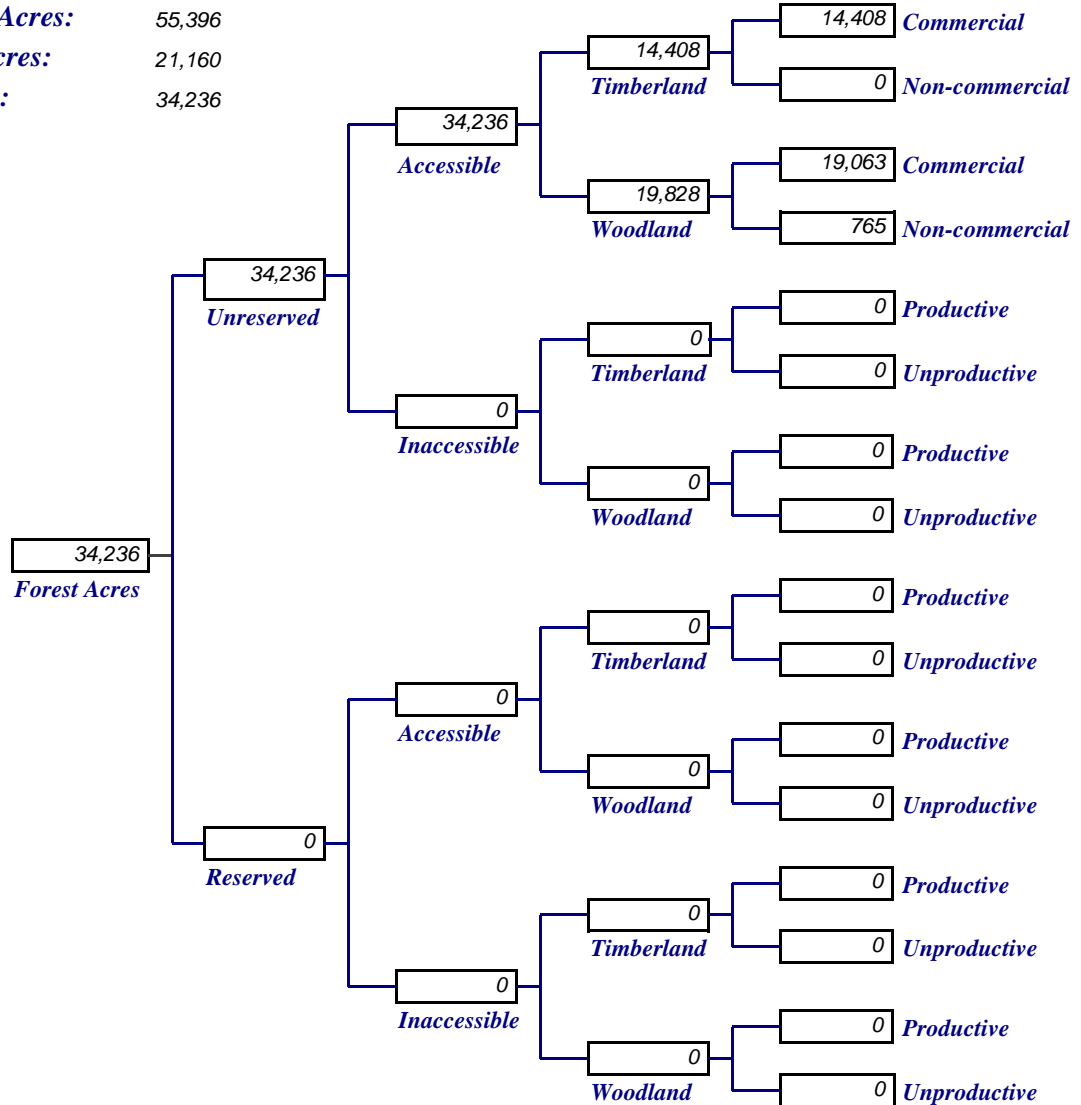 Acres: 55,396
14,408 Commercial
cres: 21,160
14,408
Timberland
0 Non-commercial
: 34,236
34,236
Accessible
19,063 Commercial
19,828
Woodland
765 Non-commercial
34,236
Unreserved
0 Productive
0
Timberland
0 Unproductive
0
Inaccessible
0 Productive
0
Woodland
0 Unproductive
34,236
Forest Acres
0 Productive
0
Timberland
0 Unproductive
0
Accessible
0 Productive
0
Woodland
0 Unproductive
0
Reserved
0 Productive
0
Timberland
0 Unproductive
0
Inaccessible
0 Productive
0
Woodland
0 Unproductive